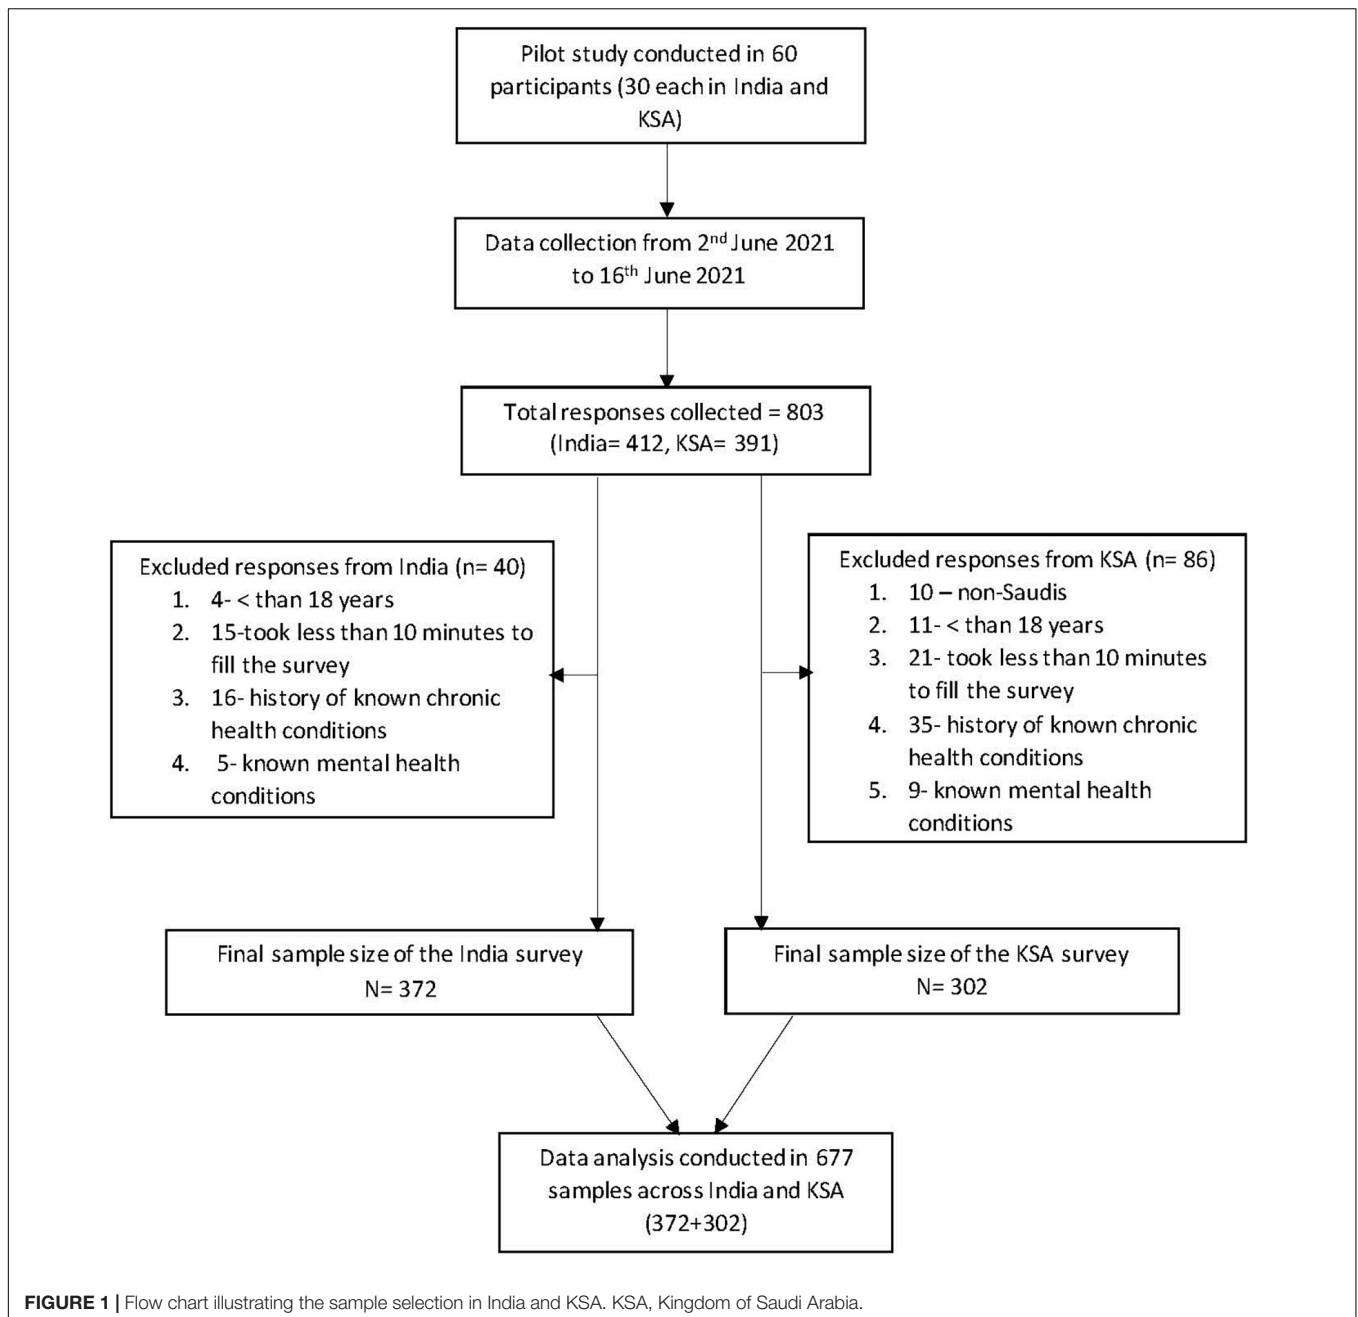 Pilot study conducted in 60
participants (30 each in India and
KSA)
Data collection from 2nd June 2021
to 16th June 2021
Total responses collected = 803
(India= 412, KSA= 391)
Excluded responses from India (n= 40)
1. 4- < than 18 years
2. 15-took less than 10 minutes to
fill the survey
3. 16- history of known chronic
health conditions
4. 5- known mental health
conditions
Excluded responses from KSA (n= 86)
1. 10 – non-Saudis
2. 11- < than 18 years
3. 21- took less than 10 minutes
to fill the survey
4. 35- history of known chronic
health conditions
5. 9- known mental health
conditions
Final sample size of the India survey
N= 372
Final sample size of the KSA survey
N= 302
Data analysis conducted in 677
samples across India and KSA
(372+302)
FIGURE 1 | Flow chart illustrating the sample selection in India and KSA. KSA, Kingdom of Saudi Arabia.